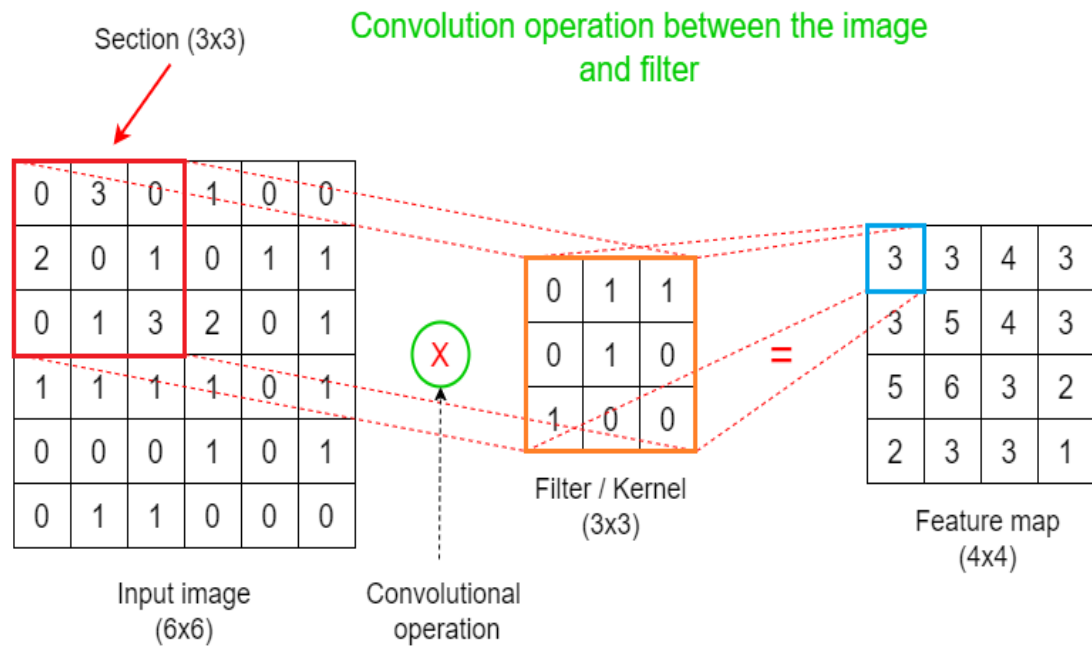 Convolution operation between the image
and filter
Section (3x3)
0 3 0 1 0 0
2 0 1 0 1 1
0 1 3 2 0 1
1 1 1 1 0 1
0 0 0 1 0 1
0 1 1 0 0 0
Input image
(6x6)
X
Convolutional
operation
0 1 1
0 1 0
1 0 0
Filter / Kernel
(3x3)
=
3 3 4 3
3 5 4 3
5 6 3 2
2 3 3 1
Feature map
(4x4)